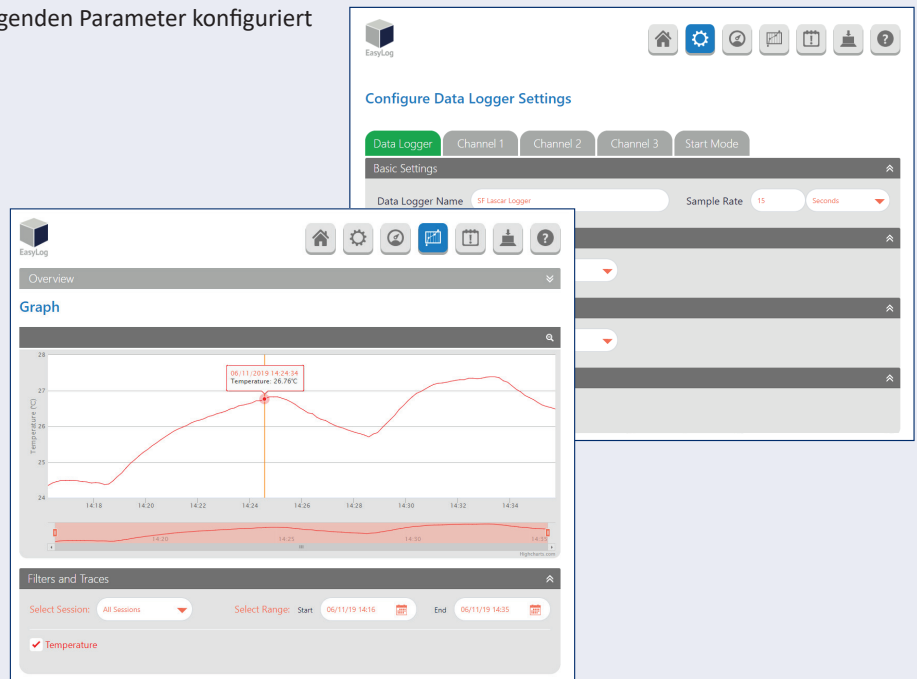 genden Parameter konfiguriert
EasyLog
Configure Data Logger Settings
Data Logger
Channel 1
Channel 2
Channel 3
Start Mode
Basic Settings
Data Logger Name
SF Lascar Logger
Sample Rate
15
Seconds
EasyLog
Overview
Graph
28
27
26
25
24
Temperature (°C)
06/11/2019 14:24:34
Temperature: 26.76°C
14:18
14:20
14:22
14:24
14:26
14:28
14:30
14:32
14:34
14:20
14:25
14:30
14:35
Highcharts.com
Filters and Traces
Select Session:
All Sessions
Select Range:
Start
06/11/19 14:16
End
06/11/19 14:35
Temperature